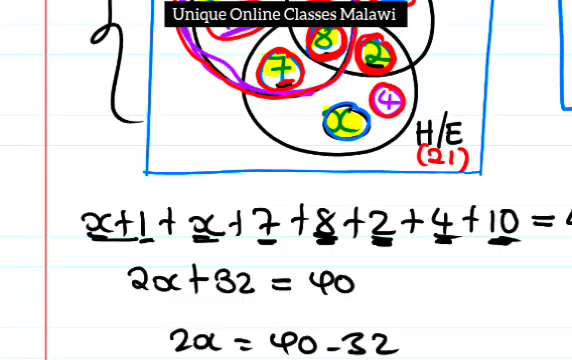 Unique Online Classes Malawi
8
7
2
4
x
H/E
(21)
x+1 + x + 7 + 8 + 2 + 4 + 10 = 4
2x + 32 = 40
2x = 40 - 32